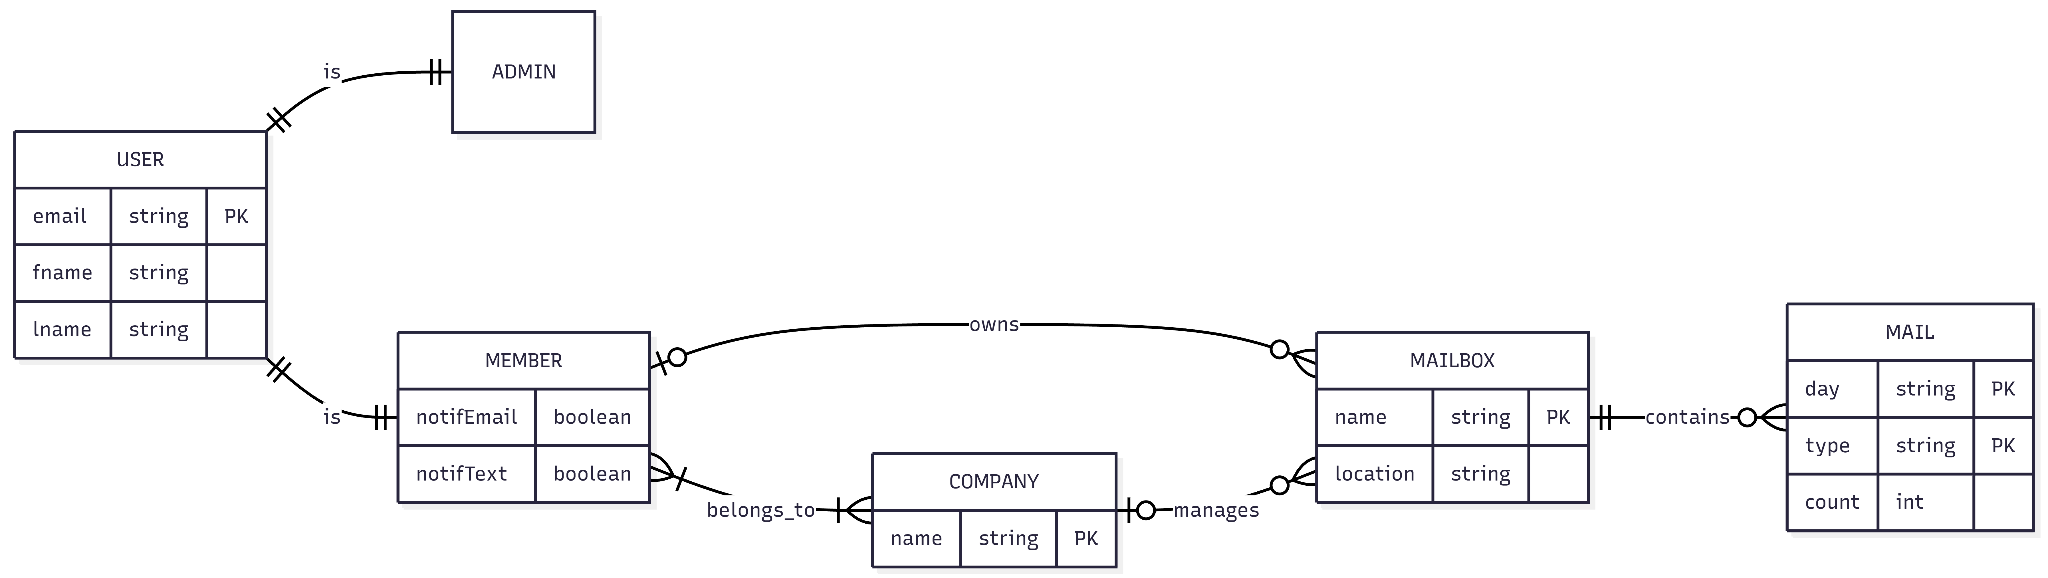 ADMIN
is
USER
email string PK
fname string
lname string
is
MEMBER
notifEmail boolean
notifText boolean
owns
belongs_to
COMPANY
name string PK
manages
MAILBOX
name string PK
location string
contains
MAIL
day string PK
type string PK
count int